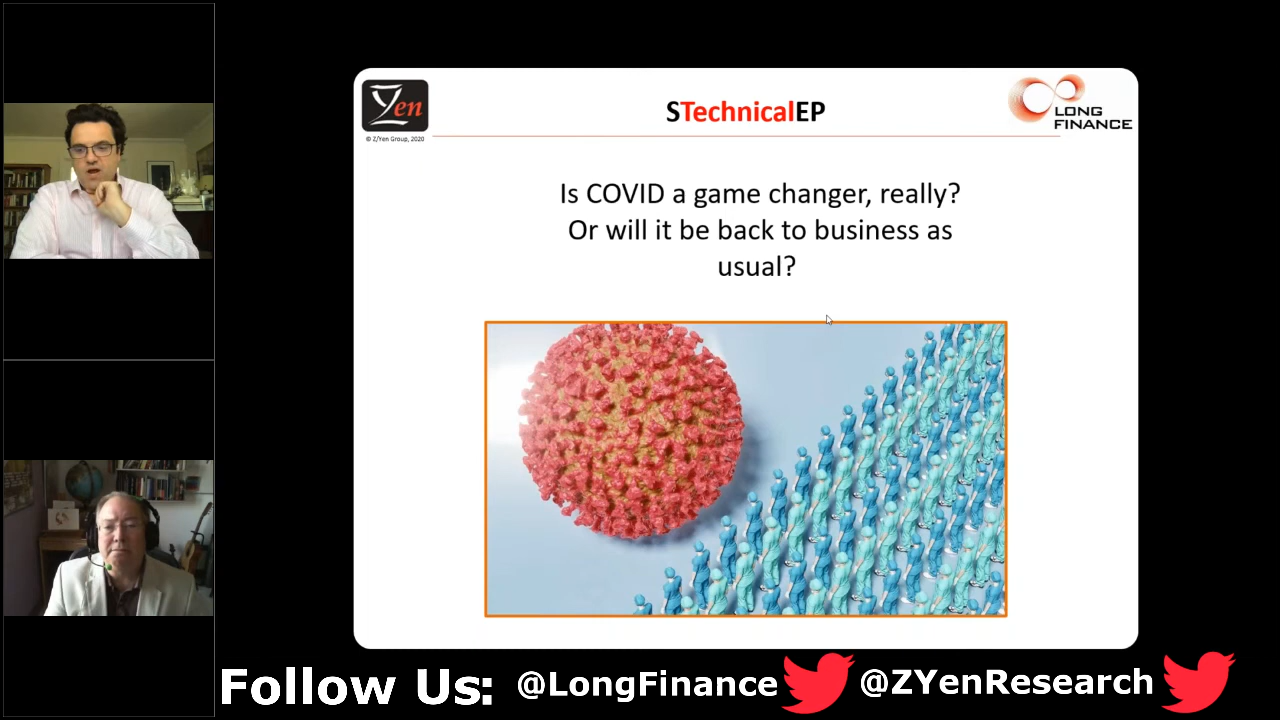 Zyen
© Z/Yen Group, 2020
STechnicalEP
LONG
FINANCE
Is COVID a game changer, really?
Or will it be back to business as
usual?
Follow Us: @LongFinance @ZYenResearch